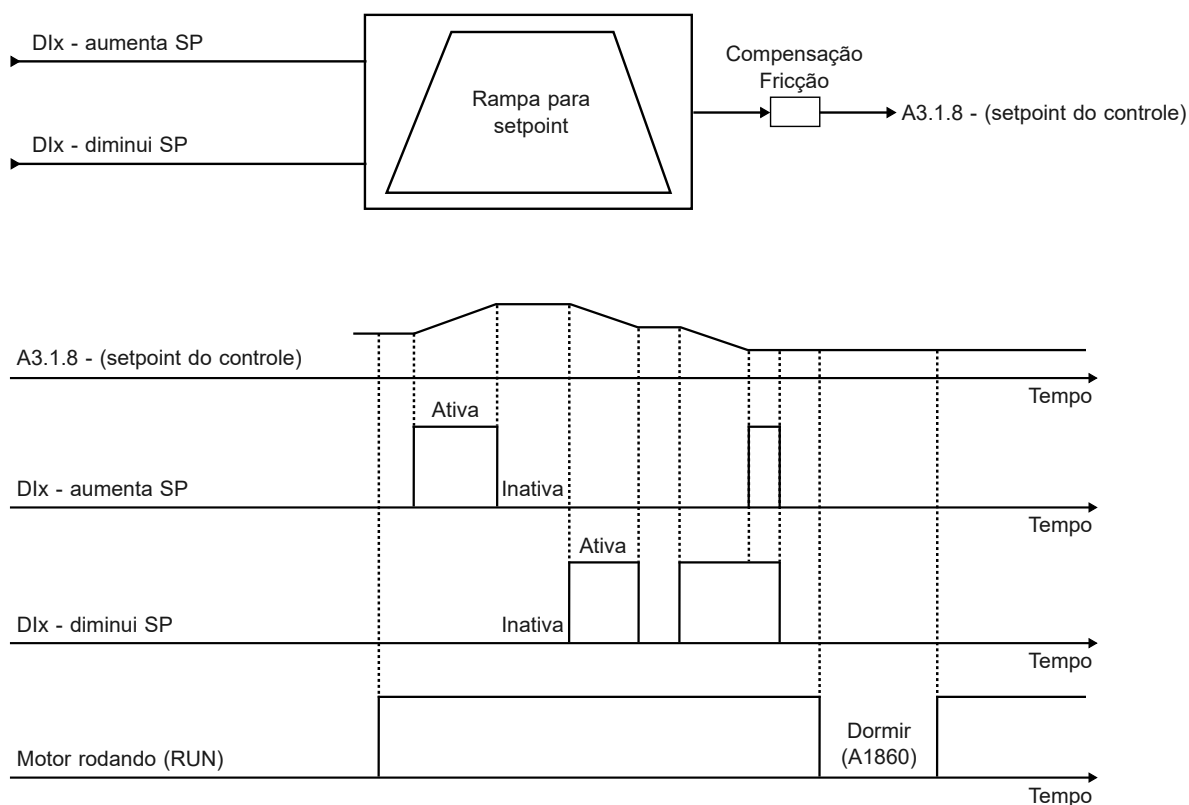 DIx - aumenta SP
DIx - diminui SP
Rampa para
setpoint
Compensação
Fricção
A3.1.8 - (setpoint do controle)
A3.1.8 - (setpoint do controle)
Tempo
Ativa
DIx - aumenta SP
Inativa
Tempo
Ativa
DIx - diminui SP
Inativa
Tempo
Motor rodando (RUN)
Dormir
(A1860)
Tempo